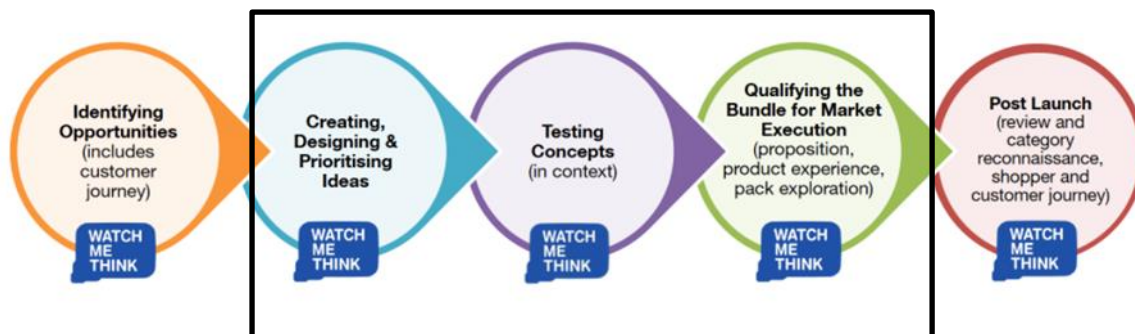 Identifying
Opportunities
(includes
customer
journey)
WATCH
ME
THINK
Creating,
Designing &
Prioritising
Ideas
WATCH
ME
THINK
Testing
Concepts
(in context)
WATCH
ME
THINK
Qualifying the
Bundle for Market
Execution
(proposition,
product experience,
pack exploration)
WATCH
ME
THINK
Post Launch
(review and
category
reconnaissance,
shopper and
customer journey)
WATCH
ME
THINK